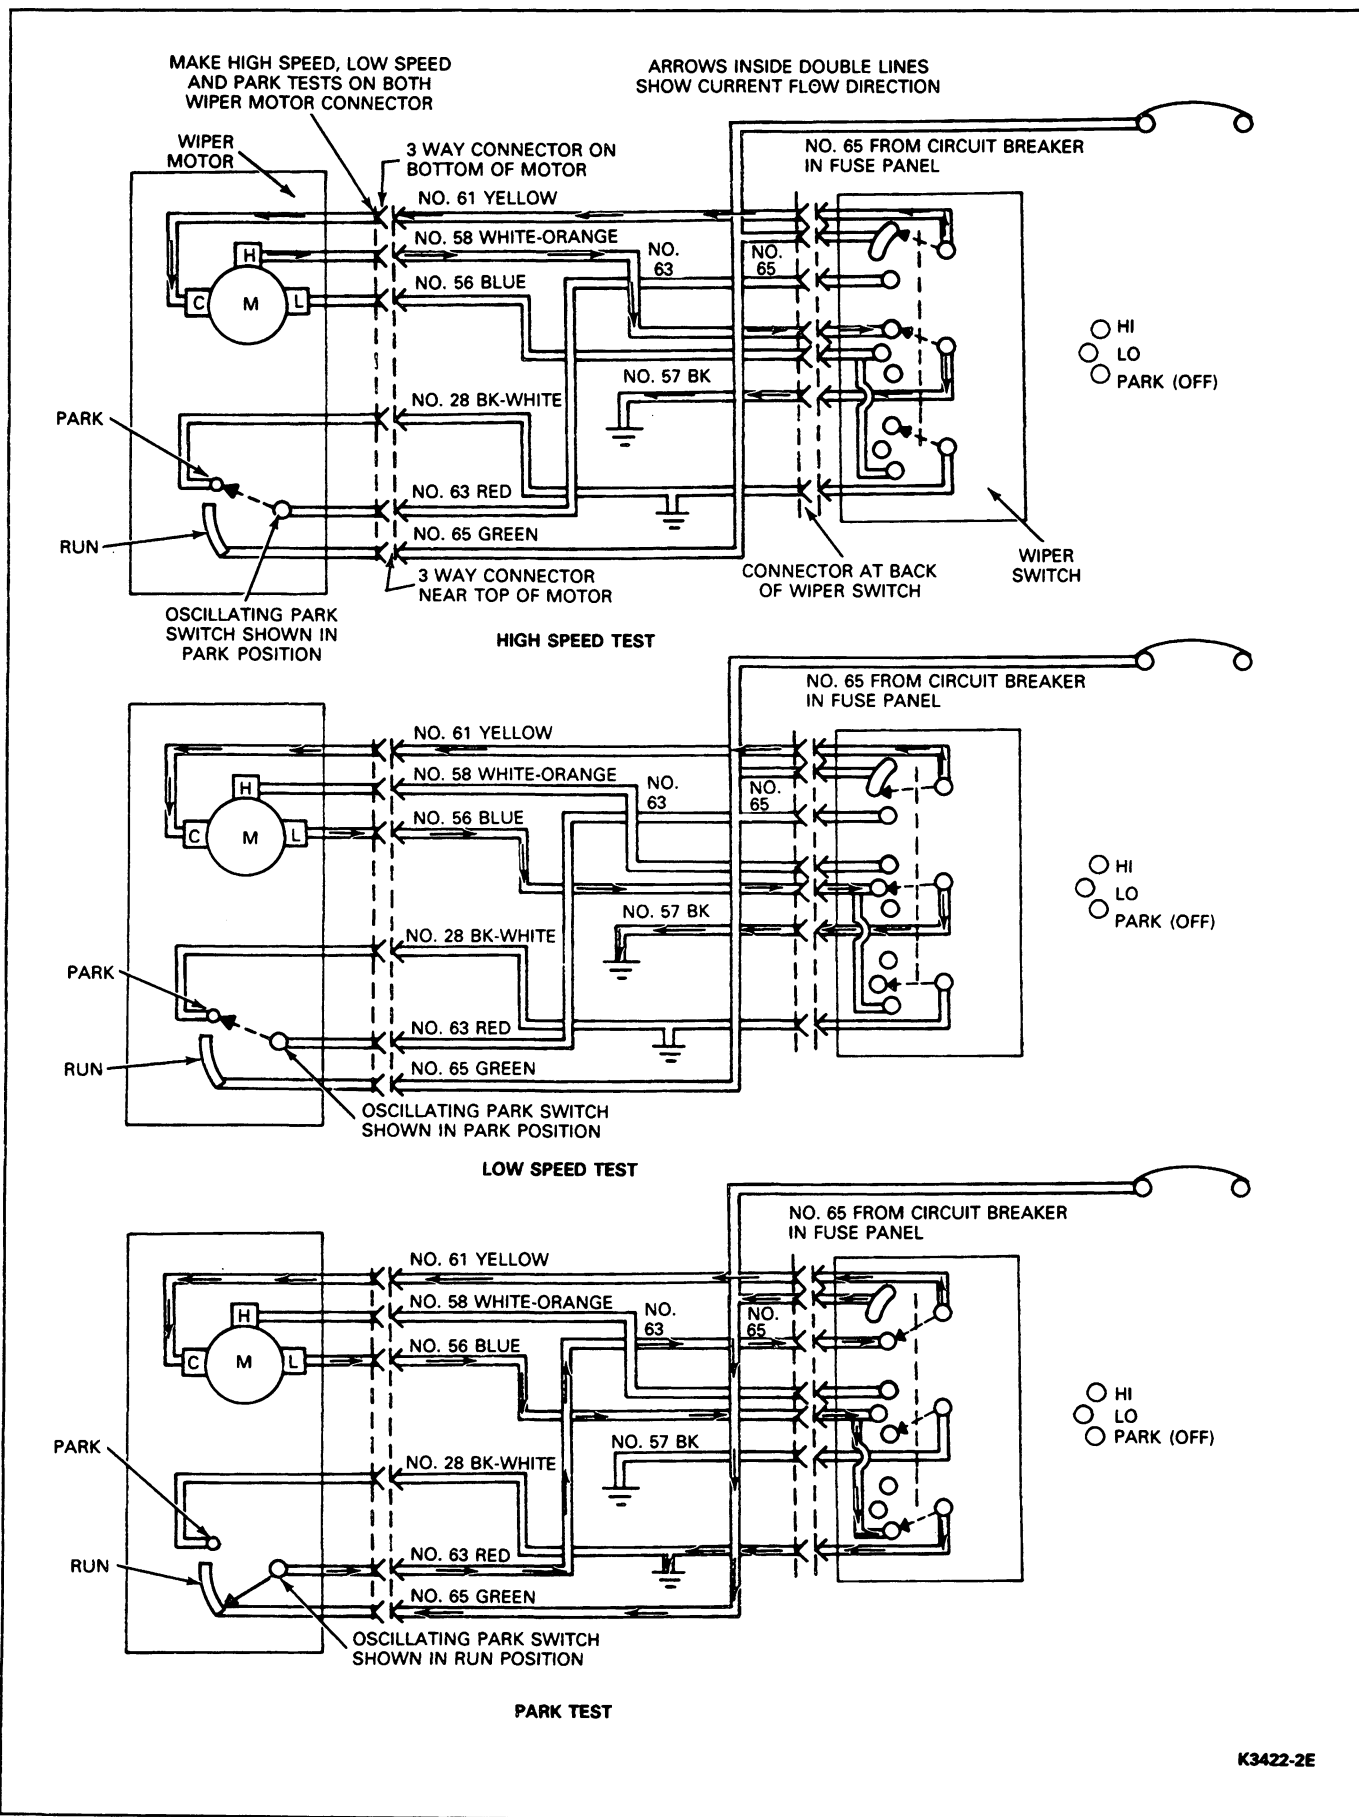 MAKE HIGH SPEED, LOW SPEED
AND PARK TESTS ON BOTH
WIPER MOTOR CONNECTOR
ARROWS INSIDE DOUBLE LINES
SHOW CURRENT FLOW DIRECTION
WIPER
MOTOR
3 WAY CONNECTOR ON
BOTTOM OF MOTOR
NO. 65 FROM CIRCUIT BREAKER
IN FUSE PANEL
NO. 61 YELLOW
NO. 58 WHITE-ORANGE
NO.
63
NO.
65
H
NO. 56 BLUE
C
M
L
HI
LO
PARK (OFF)
NO. 57 BK
NO. 28 BK-WHITE
PARK
NO. 63 RED
NO. 65 GREEN
RUN
3 WAY CONNECTOR
NEAR TOP OF MOTOR
CONNECTOR AT BACK
OF WIPER SWITCH
WIPER
SWITCH
OSCILLATING PARK
SWITCH SHOWN IN
PARK POSITION
HIGH SPEED TEST
NO. 65 FROM CIRCUIT BREAKER
IN FUSE PANEL
NO. 61 YELLOW
NO. 58 WHITE-ORANGE
NO.
63
NO.
65
H
NO. 56 BLUE
C
M
L
HI
LO
PARK (OFF)
NO. 57 BK
NO. 28 BK-WHITE
PARK
NO. 63 RED
RUN
NO. 65 GREEN
OSCILLATING PARK SWITCH
SHOWN IN PARK POSITION
LOW SPEED TEST
NO. 65 FROM CIRCUIT BREAKER
IN FUSE PANEL
NO. 61 YELLOW
NO. 58 WHITE-ORANGE
NO.
63
NO.
65
H
NO. 56 BLUE
C
M
L
HI
LO
PARK (OFF)
NO. 57 BK
PARK
NO. 28 BK-WHITE
NO. 63 RED
RUN
NO. 65 GREEN
OSCILLATING PARK SWITCH
SHOWN IN RUN POSITION
PARK TEST
K3422-2E